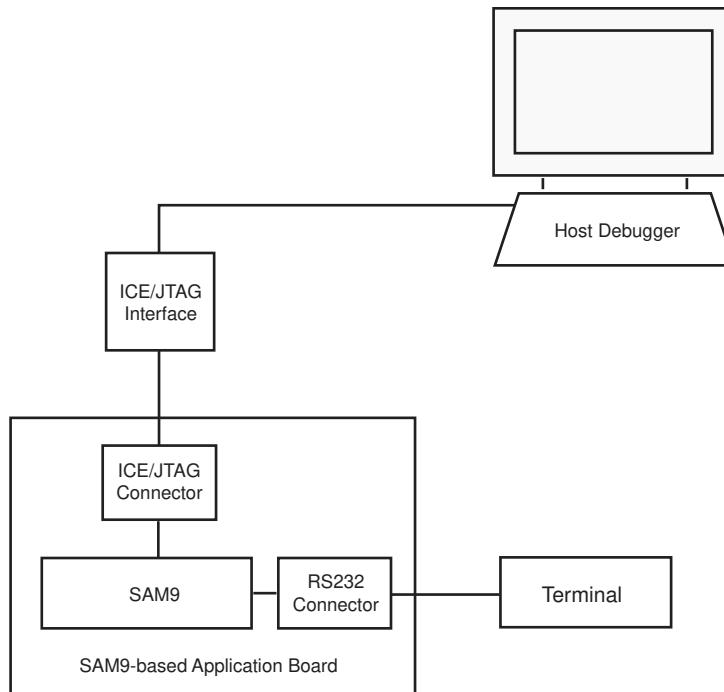 Host Debugger
ICE/JTAG
Interface
ICE/JTAG
Connector
SAM9
RS232
Connector
Terminal
SAM9-based Application Board